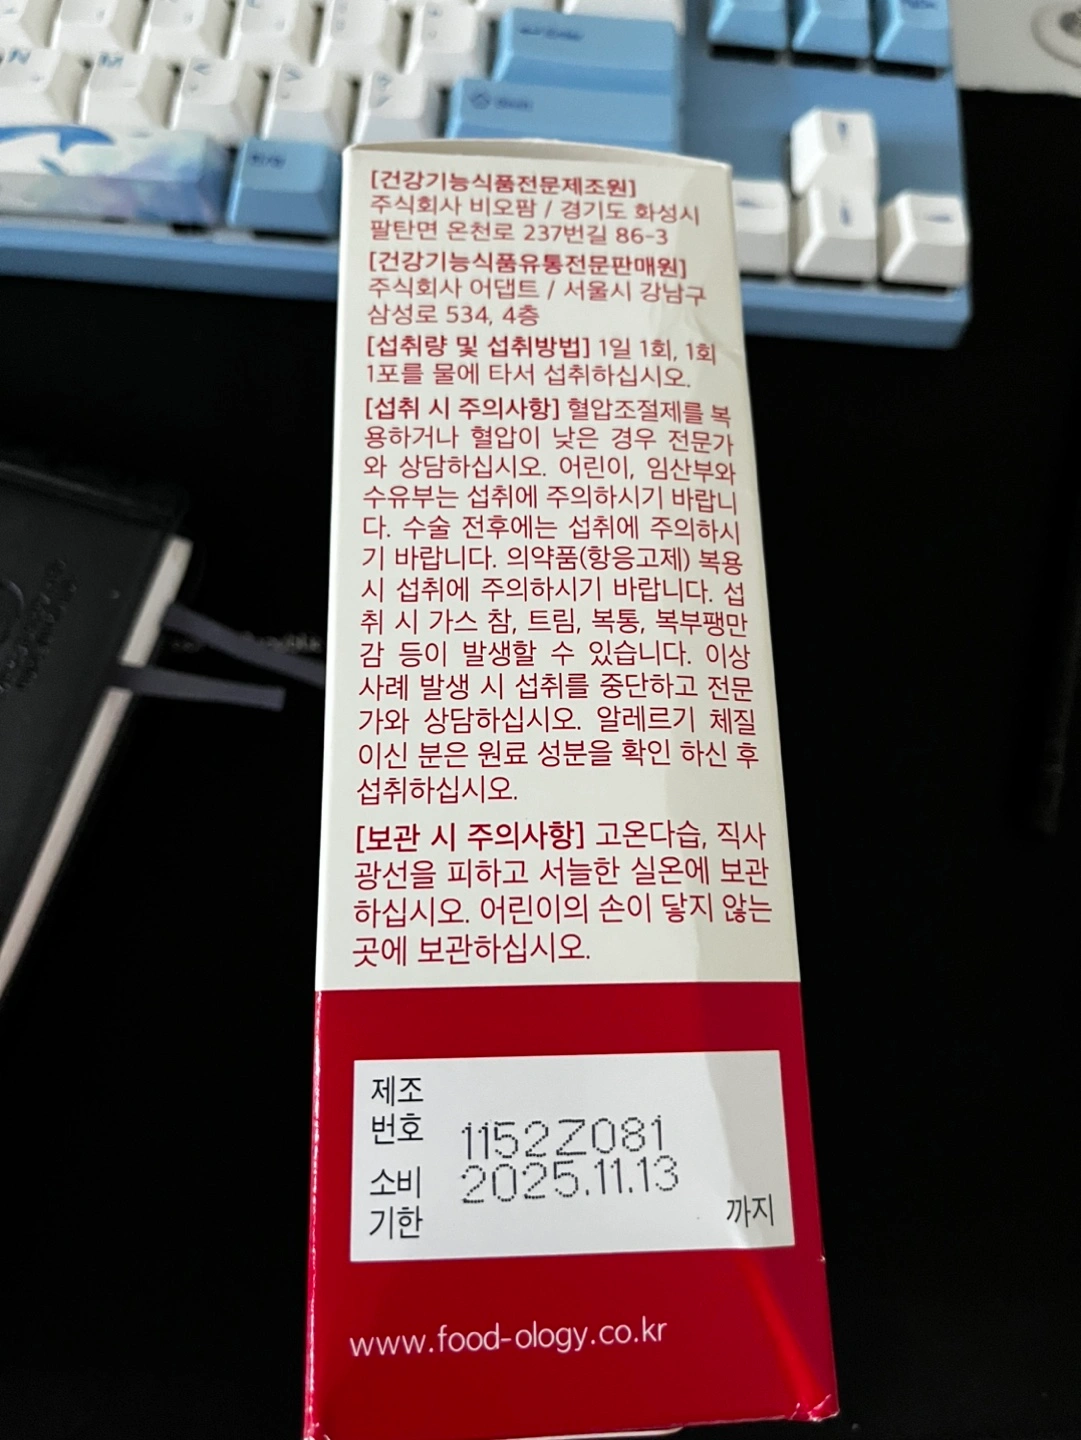 [건강기능식품전문제조원]
주식회사 비오팜 / 경기도 화성시
팔탄면 온천로 237번길 86-3
[건강기능식품유통전문판매원]
주식회사 어댑트 / 서울시 강남구
삼성로 534, 4층
[섭취량 및 섭취방법] 1일 1회, 1회
1포를 물에 타서 섭취하십시오.
[섭취 시 주의사항] 혈압조절제를 복
용하거나 혈압이 낮은 경우 전문가
와 상담하십시오. 어린이, 임산부와
수유부는 섭취에 주의하시기 바랍니
다. 수술 전후에는 섭취에 주의하시
기 바랍니다. 의약품(항응고제) 복용
시 섭취에 주의하시기 바랍니다. 섭
취 시 가스 참, 트림, 복통, 복부팽만
감 등이 발생할 수 있습니다. 이상
사례 발생 시 섭취를 중단하고 전문
가와 상담하십시오. 알레르기 체질
이신 분은 원료 성분을 확인 하신 후
섭취하십시오.
[보관 시 주의사항] 고온다습, 직사
광선을 피하고 서늘한 실온에 보관
하십시오. 어린이의 손이 닿지 않는
곳에 보관하십시오.
제조
번호 1152Z081
소비 2025.11.13
기한 까지
www.food-ology.co.kr
N
M